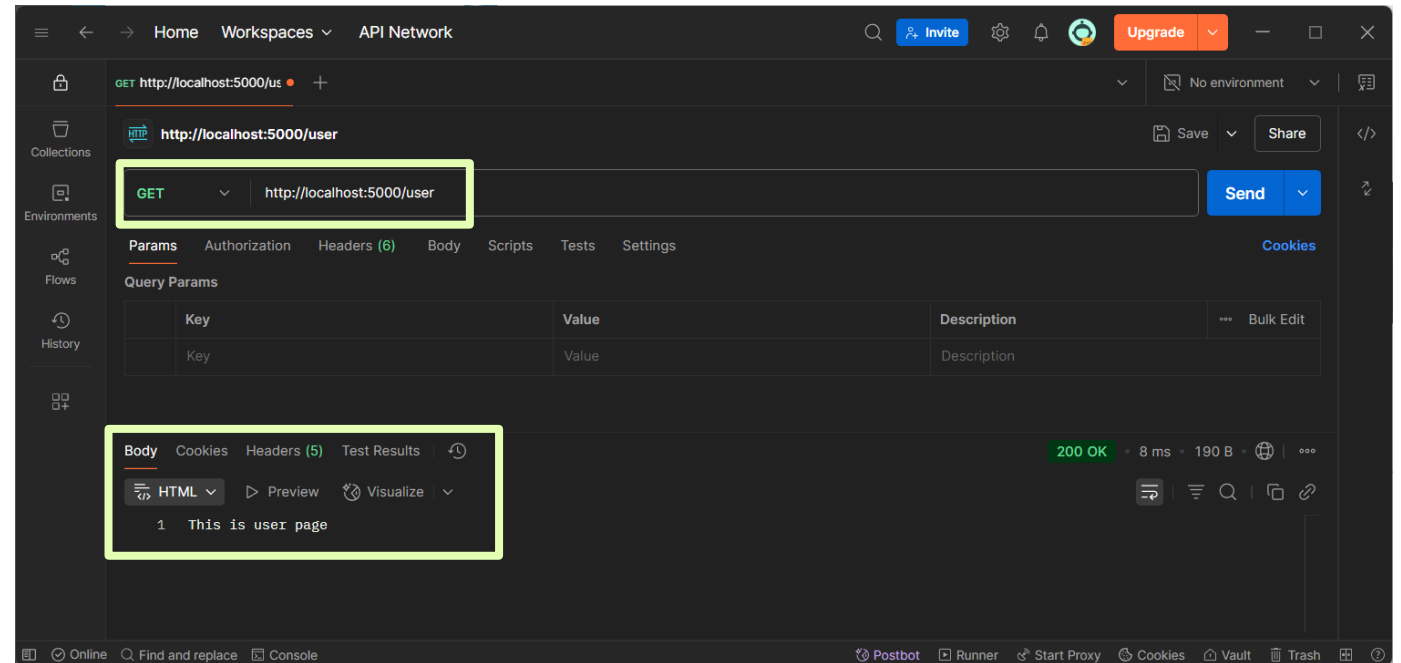 Home Workspaces API Network Invite Upgrade
GET http://localhost:5000/us No environment
http://localhost:5000/user Save Share
Collections
GET http://localhost:5000/user Send
Environments
Params Authorization Headers (6) Body Scripts Tests Settings Cookies
Flows
Query Params
Key Value Description Bulk Edit
History
Key Value Description
Body Cookies Headers (5) Test Results 200 OK 8 ms 190 B
HTML Preview Visualize
1 This is user page
Online Find and replace Console Postbot Runner Start Proxy Cookies Vault Trash